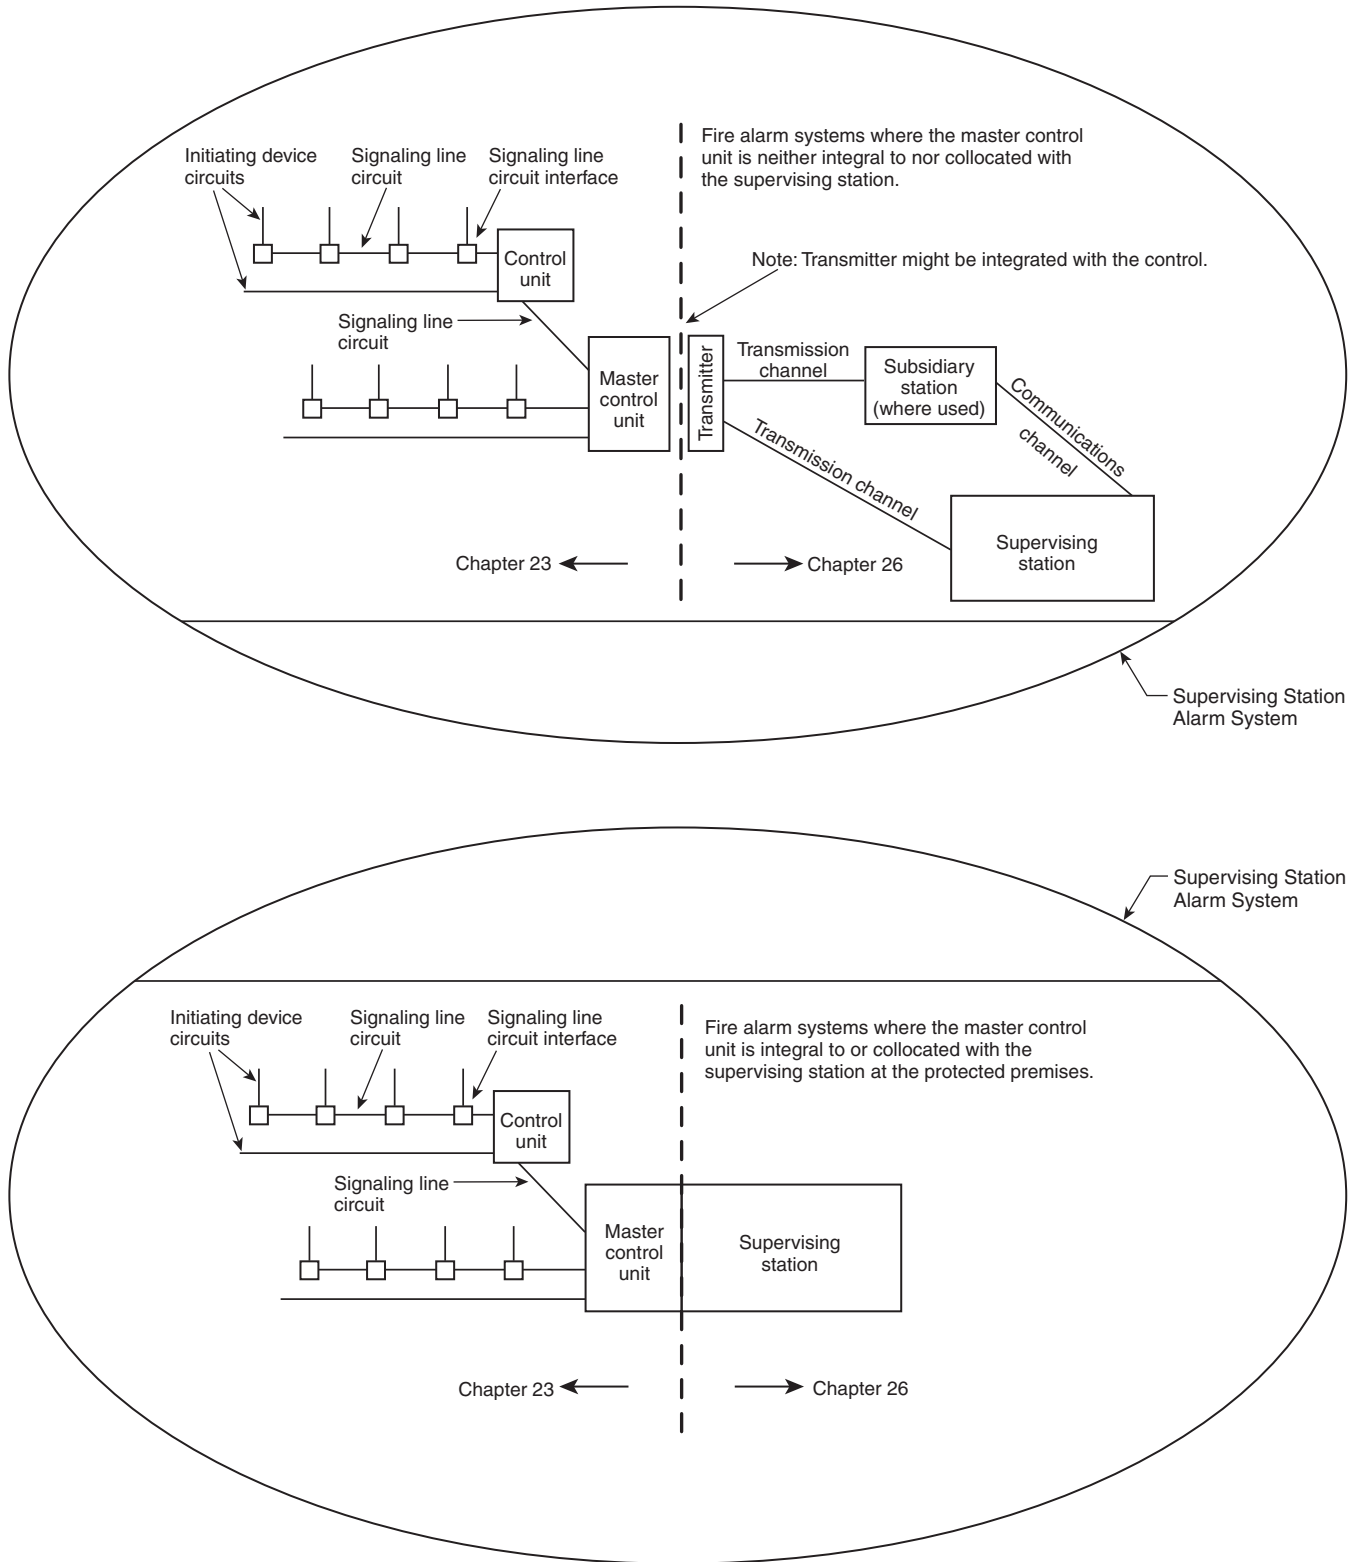 Fire alarm systems where the master control
unit is neither integral to nor collocated with
the supervising station.
Initiating device
circuits
Signaling line
circuit
Signaling line
circuit interface
Control
unit
Note: Transmitter might be integrated with the control.
Signaling line
circuit
Master
control
unit
Transmitter
Transmission
channel
Subsidiary
station
(where used)
Communications
channel
Transmission channel
Supervising
station
Chapter 23
Chapter 26
Supervising Station
Alarm System
Supervising Station
Alarm System
Initiating device
circuits
Signaling line
circuit
Signaling line
circuit interface
Fire alarm systems where the master control
unit is integral to or collocated with the
supervising station at the protected premises.
Control
unit
Signaling line
circuit
Master
control
unit
Supervising
station
Chapter 23
Chapter 26